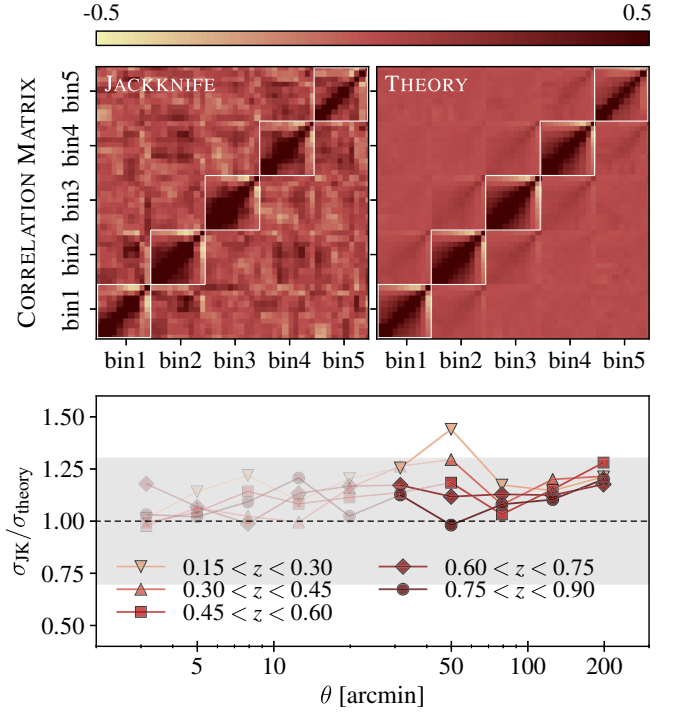 -0.5 0.5
JACKKNIFE THEORY
CORRELATION MATRIX
bin5
bin4
bin3
bin2
bin1
bin1 bin2 bin3 bin4 bin5 bin1 bin2 bin3 bin4 bin5
σJK/σtheory
1.50
1.25
1.00
0.75
0.50
0.15 < z < 0.30 0.60 < z < 0.75
0.30 < z < 0.45 0.75 < z < 0.90
0.45 < z < 0.60
5 10 50 100 200
θ [arcmin]